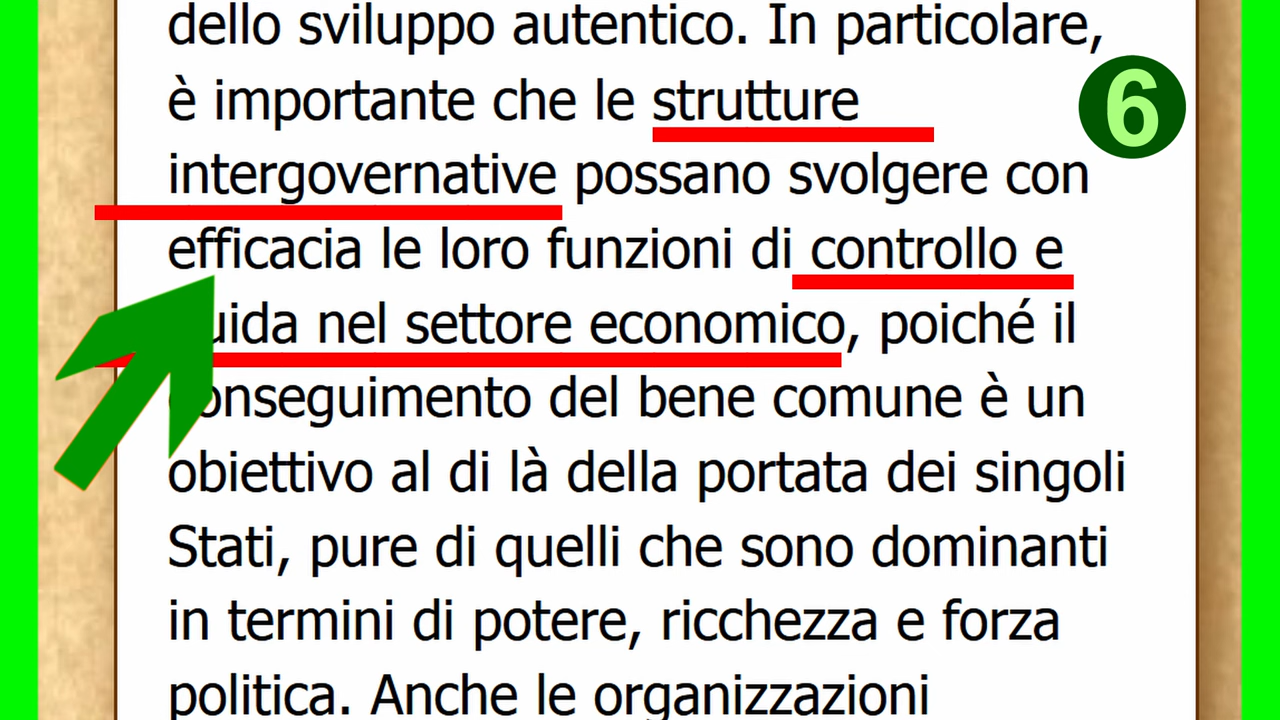 dello sviluppo autentico. In particolare,
6
è importante che le strutture
intergovernative possano svolgere con
efficacia le loro funzioni di controllo e
uida nel settore economico, poiché il
conseguimento del bene comune è un
obiettivo al di là della portata dei singoli
Stati, pure di quelli che sono dominanti
in termini di potere, ricchezza e forza
politica. Anche le organizzazioni